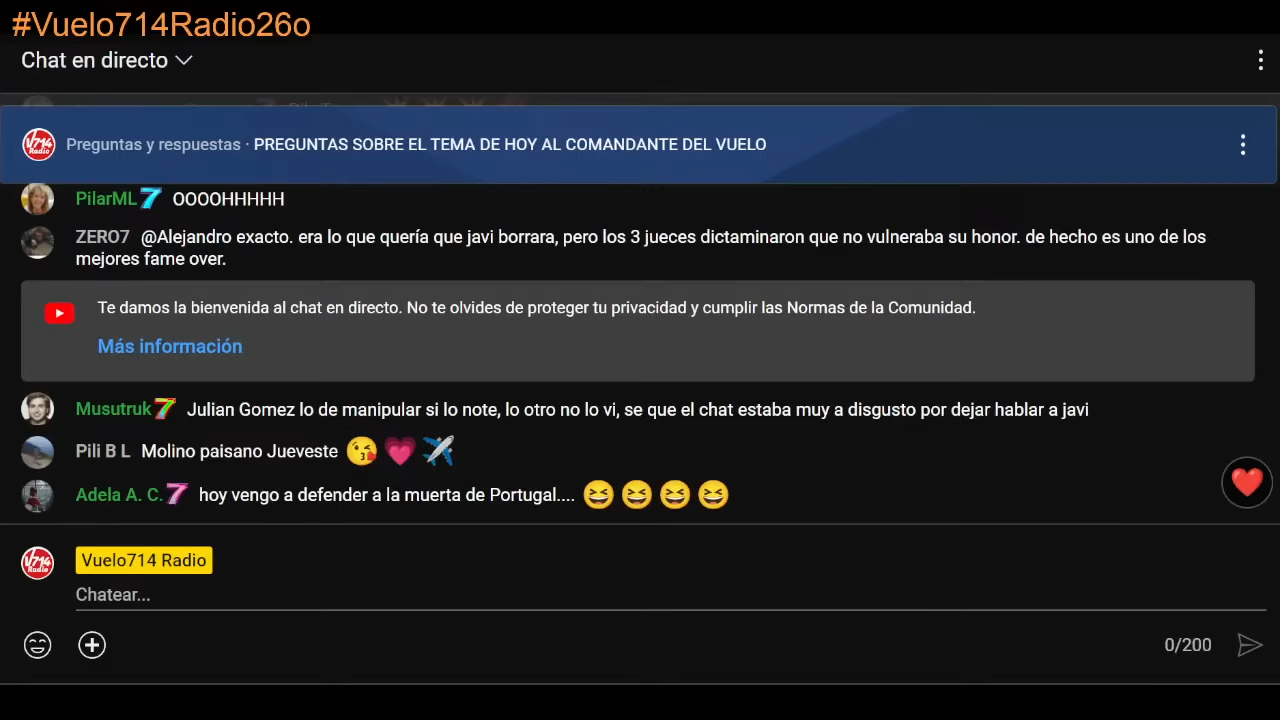 #Vuelo714Radio26o
Chat en directo
Preguntas y respuestas · PREGUNTAS SOBRE EL TEMA DE HOY AL COMANDANTE DEL VUELO
PilarML7 OOOOHHHHH
ZERO7 @Alejandro exacto. era lo que quería que javi borrara, pero los 3 jueces dictaminaron que no vulneraba su honor. de hecho es uno de los
mejores fame over.
Te damos la bienvenida al chat en directo. No te olvides de proteger tu privacidad y cumplir las Normas de la Comunidad.
Más información
Musutruk7 Julian Gomez lo de manipular si lo note, lo otro no lo vi, se que el chat estaba muy a disgusto por dejar hablar a javi
Pili B L Molino paisano Jueveste 😘 💗 ✈️
Adela A. C.7 hoy vengo a defender a la muerta de Portugal.... 😆 😆 😆 😆
V714 Radio
Vuelo714 Radio
Chatear...
0/200